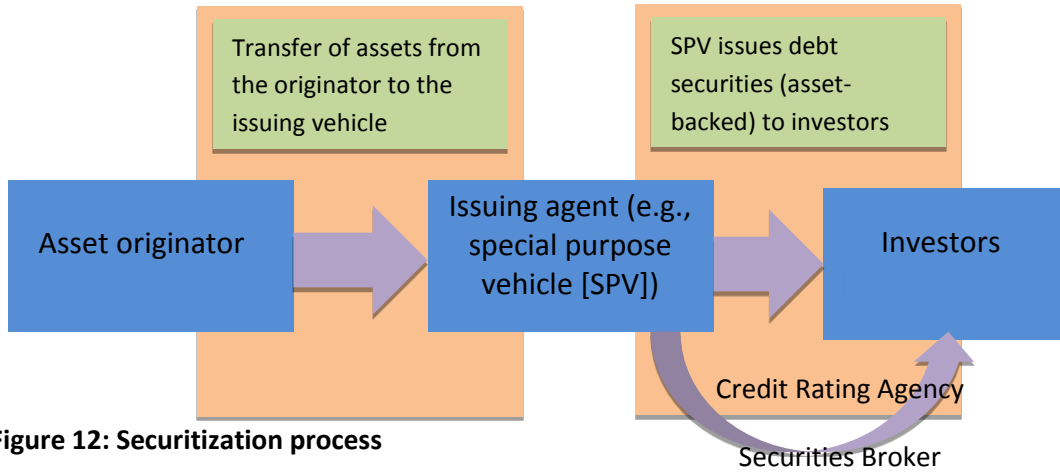 Transfer of assets from
the originator to the
issuing vehicle
SPV issues debt
securities (asset-
backed) to investors
Asset originator
Issuing agent (e.g.,
special purpose
vehicle [SPV])
Investors
Credit Rating Agency
Securities Broker
igure 12: Securitization process